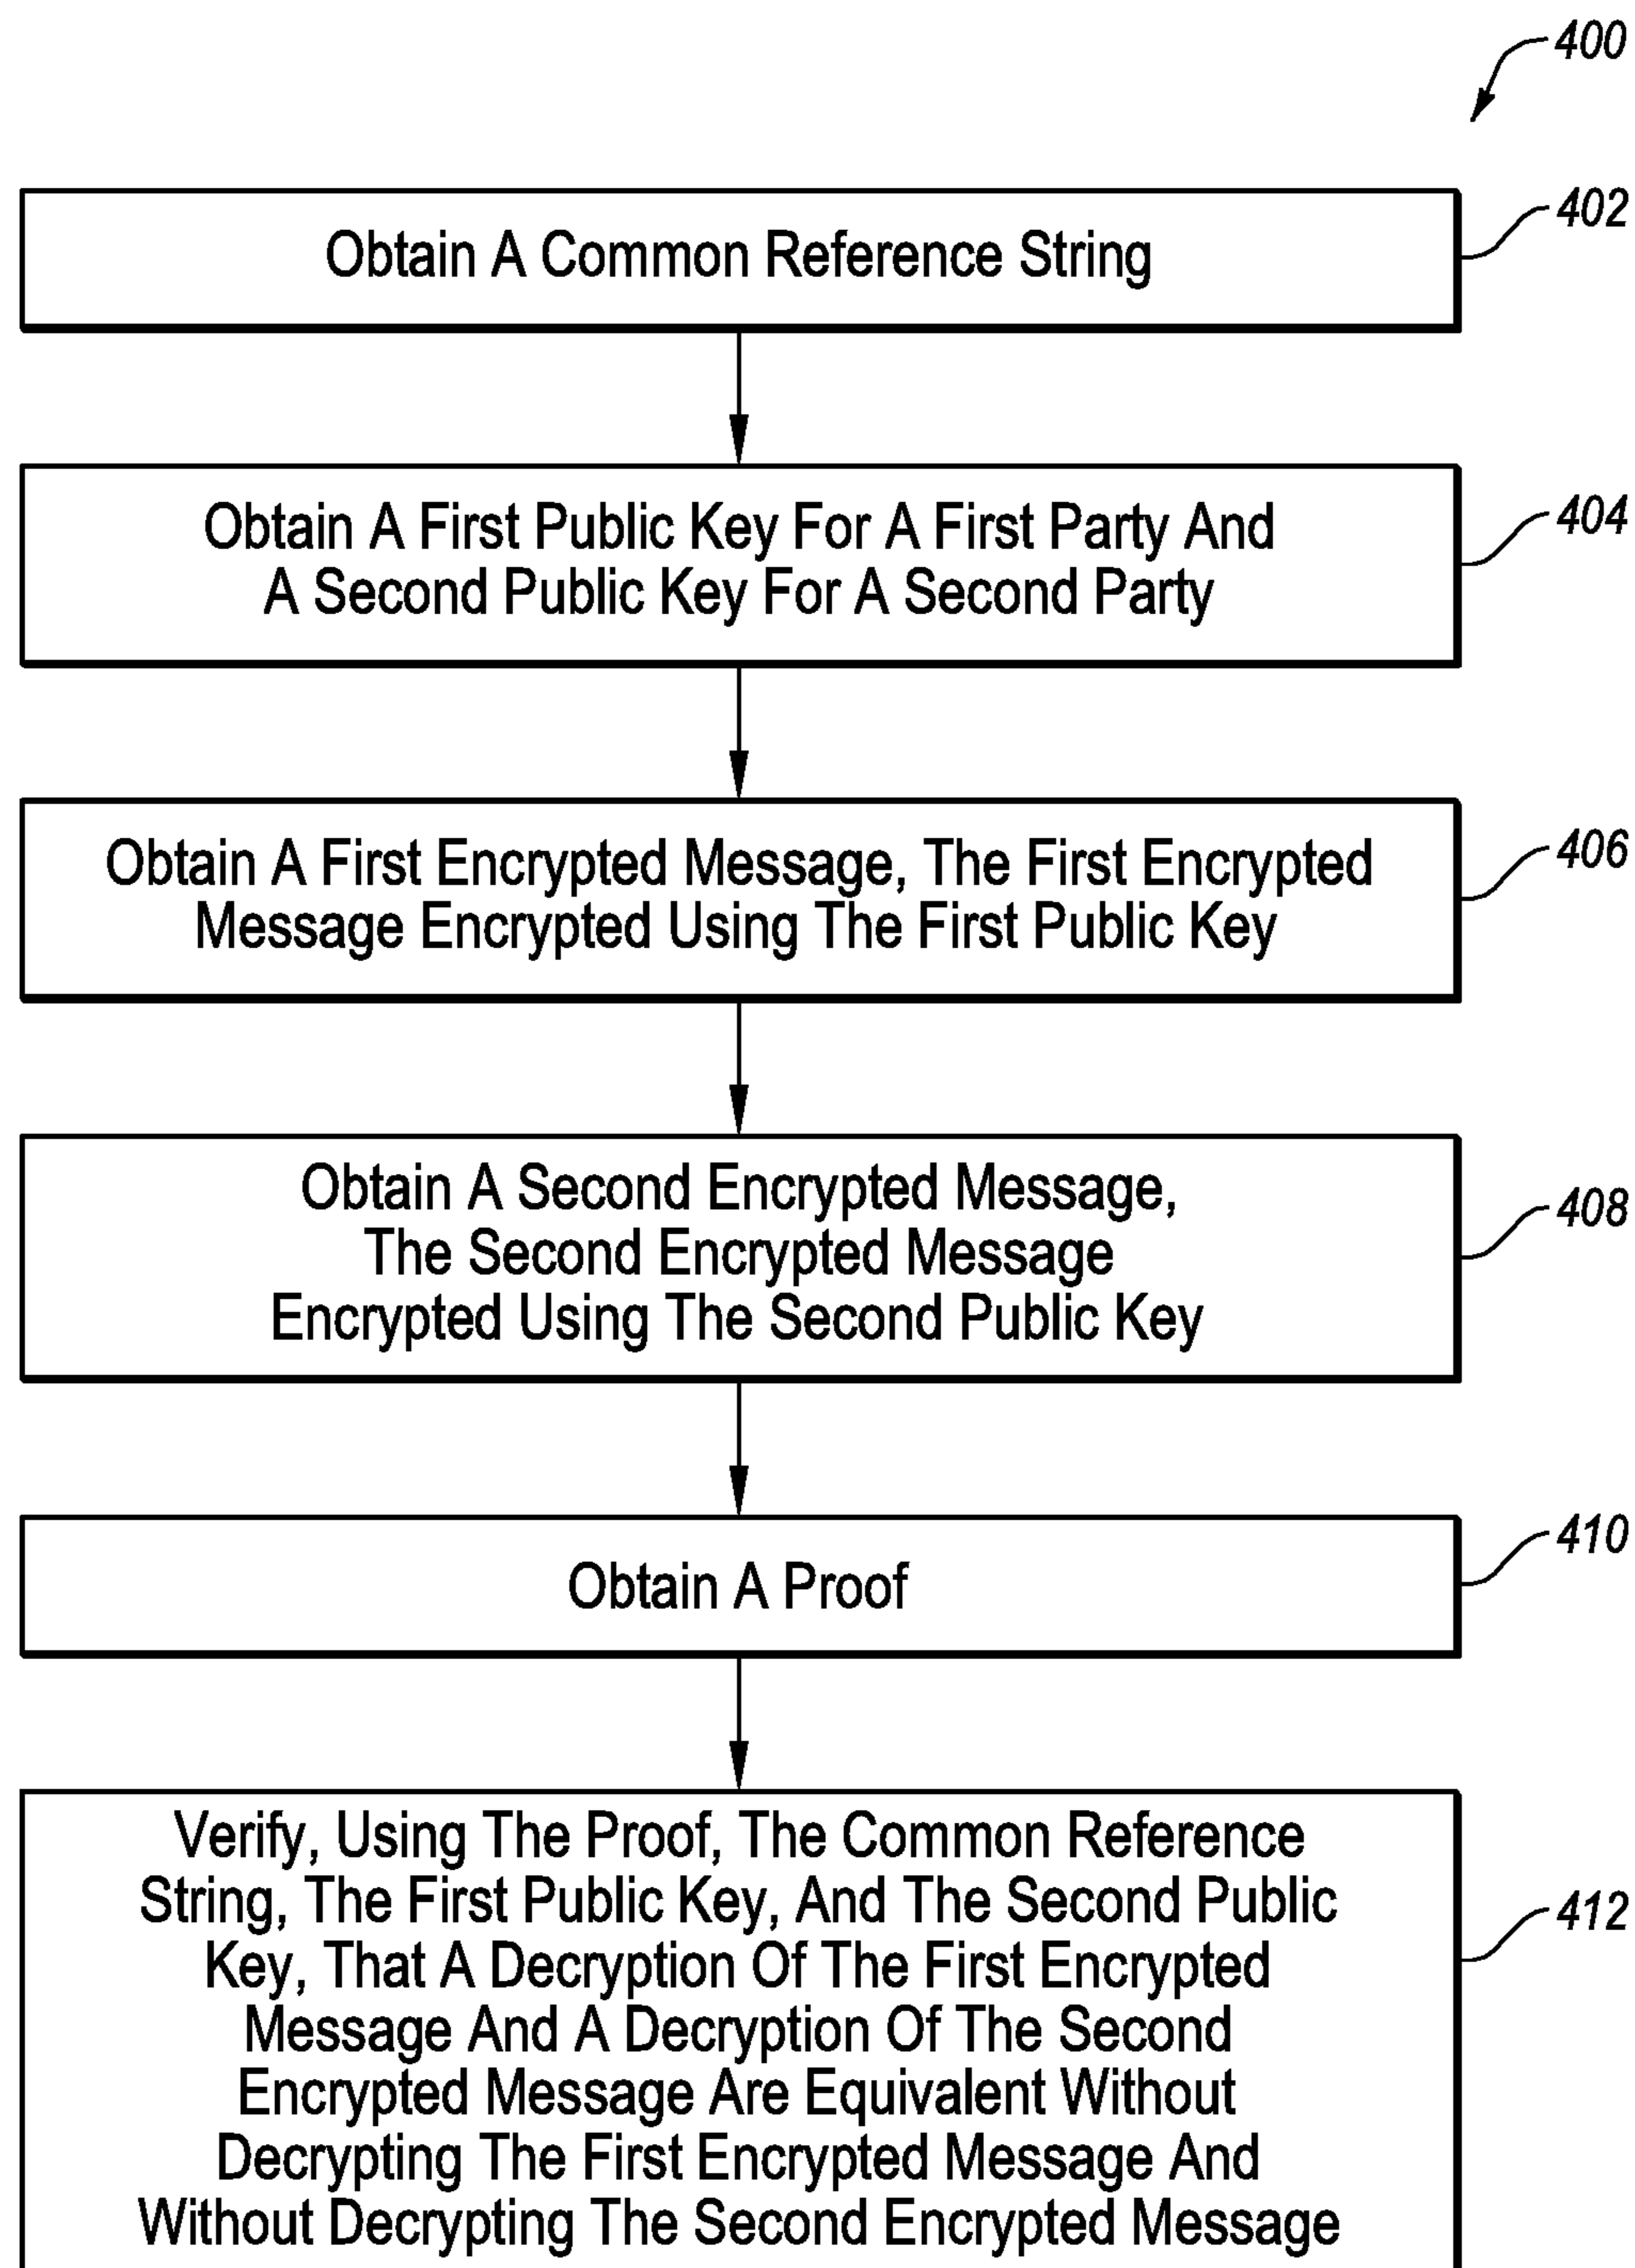 400
Obtain A Common Reference String
402
Obtain A First Public Key For A First Party And
A Second Public Key For A Second Party
404
Obtain A First Encrypted Message, The First Encrypted
Message Encrypted Using The First Public Key
406
Obtain A Second Encrypted Message,
The Second Encrypted Message
Encrypted Using The Second Public Key
408
Obtain A Proof
410
Verify, Using The Proof, The Common Reference
String, The First Public Key, And The Second Public
Key, That A Decryption Of The First Encrypted
Message And A Decryption Of The Second
Encrypted Message Are Equivalent Without
Decrypting The First Encrypted Message And
Without Decrypting The Second Encrypted Message
412